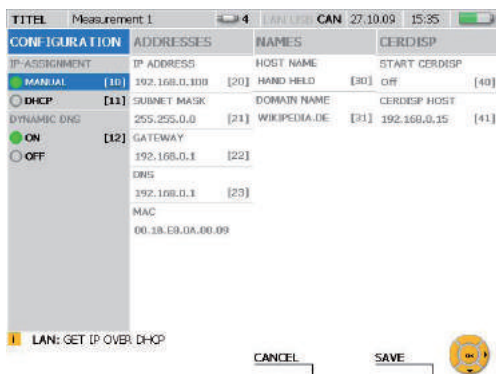 TITEL Measurement 1 4 LAN USB CAN 27.10.09 15:35
CONFIGURATION ADDRESSES NAMES CERDISP
IP-ASSIGNMENT IP ADDRESS HOST NAME START CERDISP
MANUAL [10] 192.168.0.100 [20] HAND HELD [30] Off [40]
DHCP [11] SUBNET MASK DOMAIN NAME CERDISP HOST
DYNAMIC DNS 255.255.0.0 [21] WIKIPEDIA.DE [31] 192.168.0.15 [41]
ON [12] GATEWAY
OFF 192.168.0.1 [22]
DNS
192.168.0.1 [23]
MAC
00.18.E8.0A.00.09
! LAN: GET IP OVER DHCP
CANCEL SAVE
OK